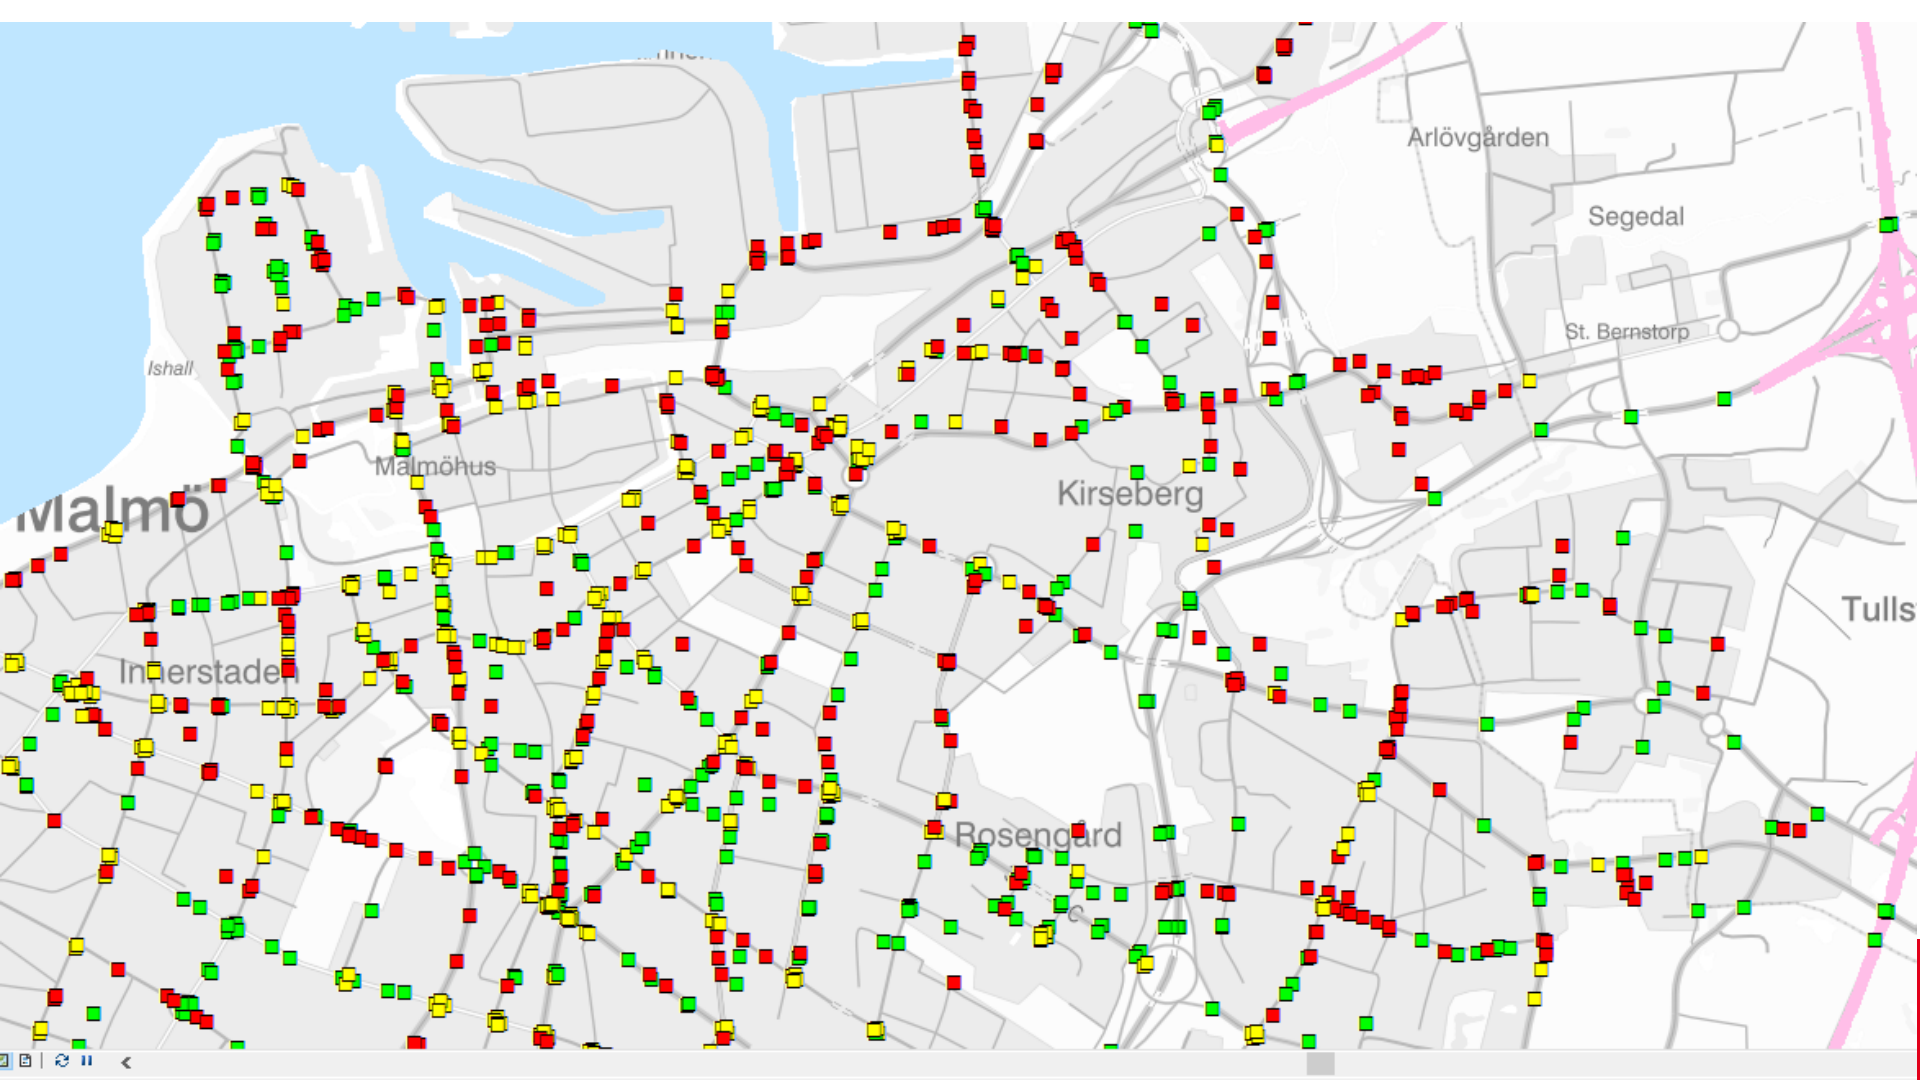 Arlövgården
Segedal
St. Bernstorp
Ishall
Malmöhus
Malmö
Kirseberg
Tulls
Innerstaden
Rosengård